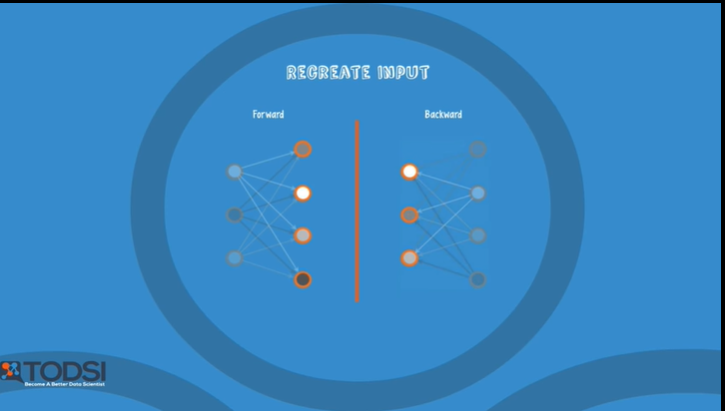 RECREATE INPUT
Forward
Backward
TODSI
Become A Better Data Scientist